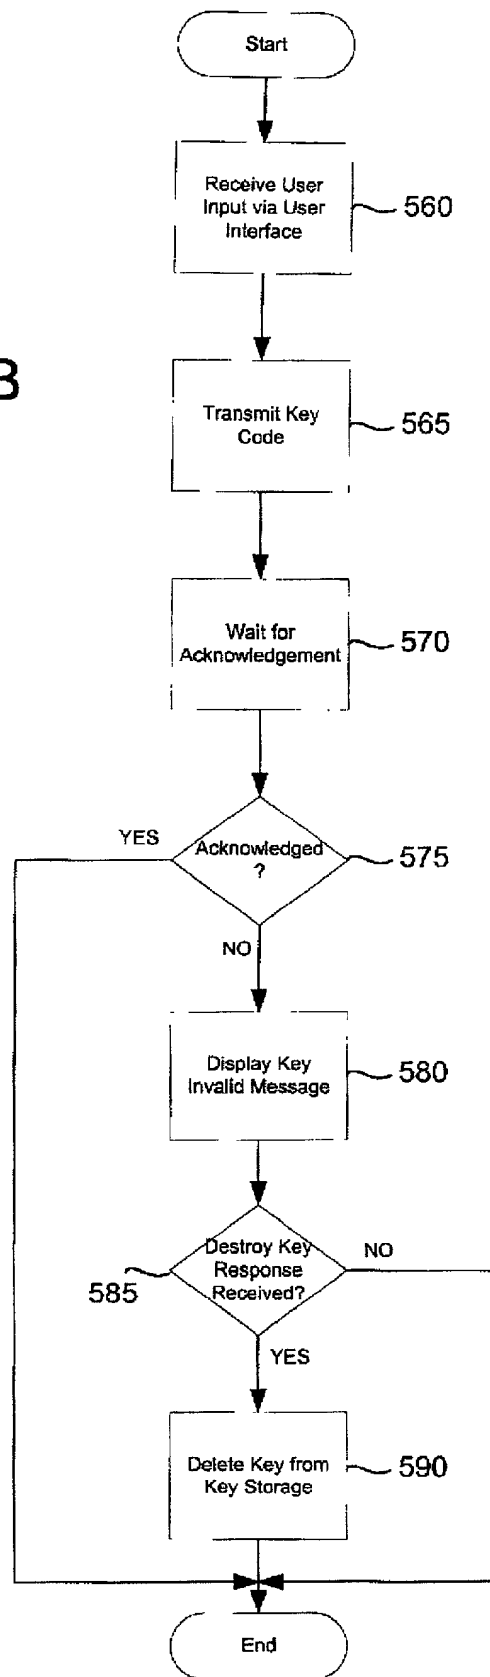 Start
Receive User
Input via User
Interface
560
B
Transmit Key
Code
565
Wait for
Acknowledgement
570
YES
Acknowledged
?
575
NO
Display Key
Invalid Message
580
Destroy Key
Response
Received?
NO
585
YES
Delete Key from
Key Storage
590
End